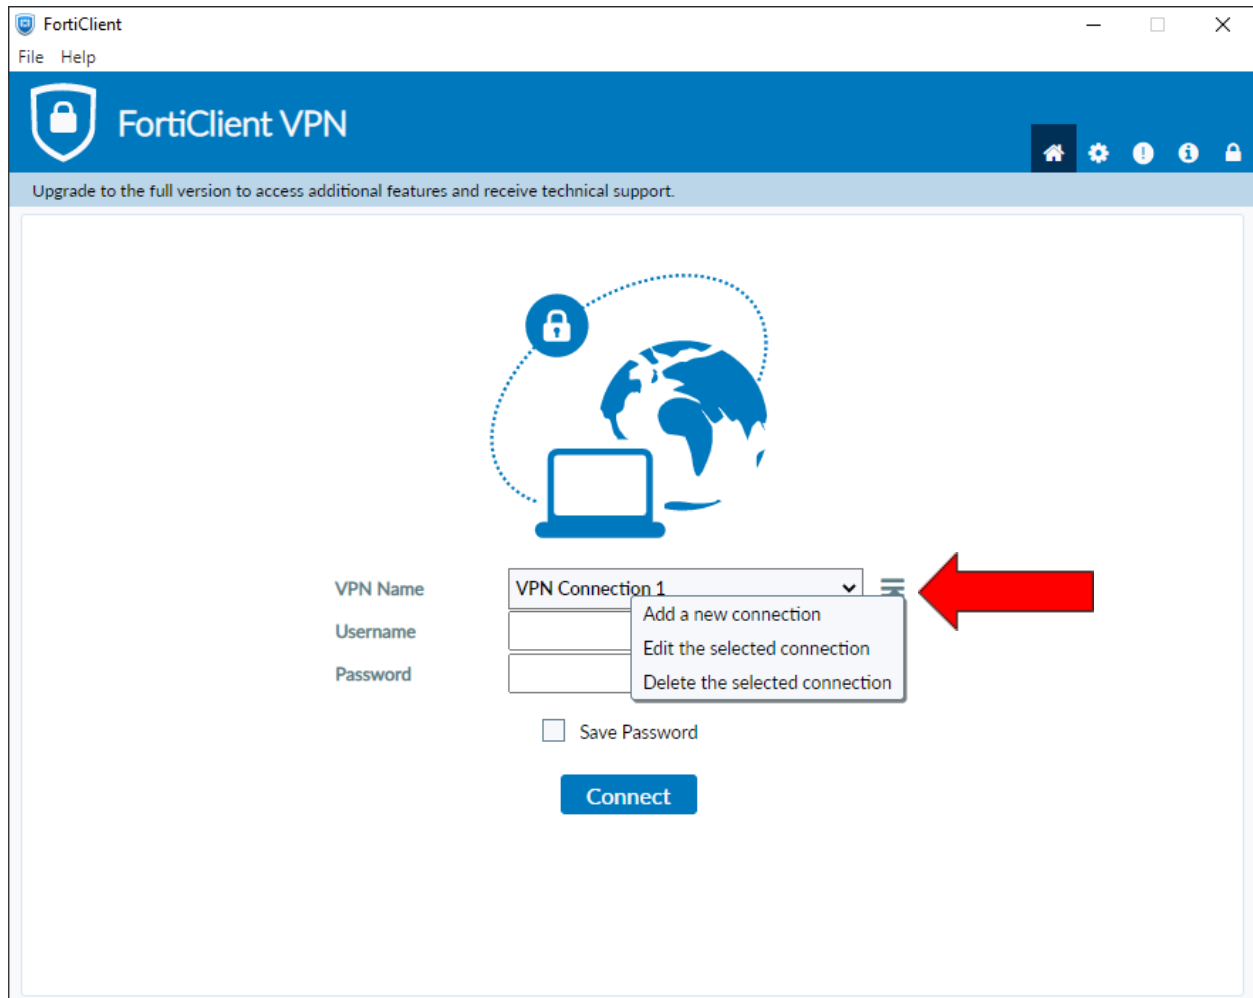 FortiClient
File Help
FortiClient VPN
Upgrade to the full version to access additional features and receive technical support.
VPN Name
VPN Connection 1
Add a new connection
Username
Edit the selected connection
Password
Delete the selected connection
Save Password
Connect